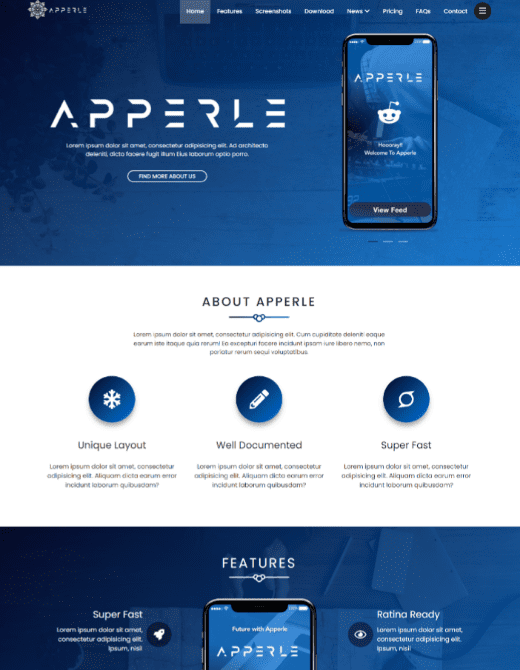 APPERLE
Home Features Screenshots Download News Pricing FAQs Contact
APPERLE
Lorem ipsum dolor sit amet, consectetur adipisicing elit. Ad architecto
deleniti, dicta facere fugit illum Eius laborum optio porro.
FIND MORE ABOUT US
APPERLE
Hooorray!!
Welcome To Apperle
View Feed
ABOUT APPERLE
Lorem ipsum dolor sit amet, consectetur adipisicing elit. Cum cupiditate deleniti eaque
earum iste itaque quia rerum! Ea excepturi facere incidunt ipsam iure libero nemo, non
pariatur rerum sequi voluptatibus
Unique Layout
Lorem ipsum dolor sit amet, consectetur
adipisicing elit. Aliquam dicta earum error
incidunt laborum quibusdam?
Well Documented
Lorem ipsum dolor sit amet, consectetur
adipisicing elit. Aliquam dicta earum error
incidunt laborum quibusdam?
Super Fast
Lorem ipsum dolor sit amet, consectetur
adipisicing elit. Aliquam dicta earum error
incidunt laborum quibusdam?
FEATURES
Super Fast
Lorem ipsum dolor sit amet,
consectetur adipisicing elit.
Ipsum, nisi!
Future with Apperle
APPERLE
Ratina Ready
Lorem ipsum dolor sit amet,
consectetur adipisicing elit.
Ipsum, nisi!